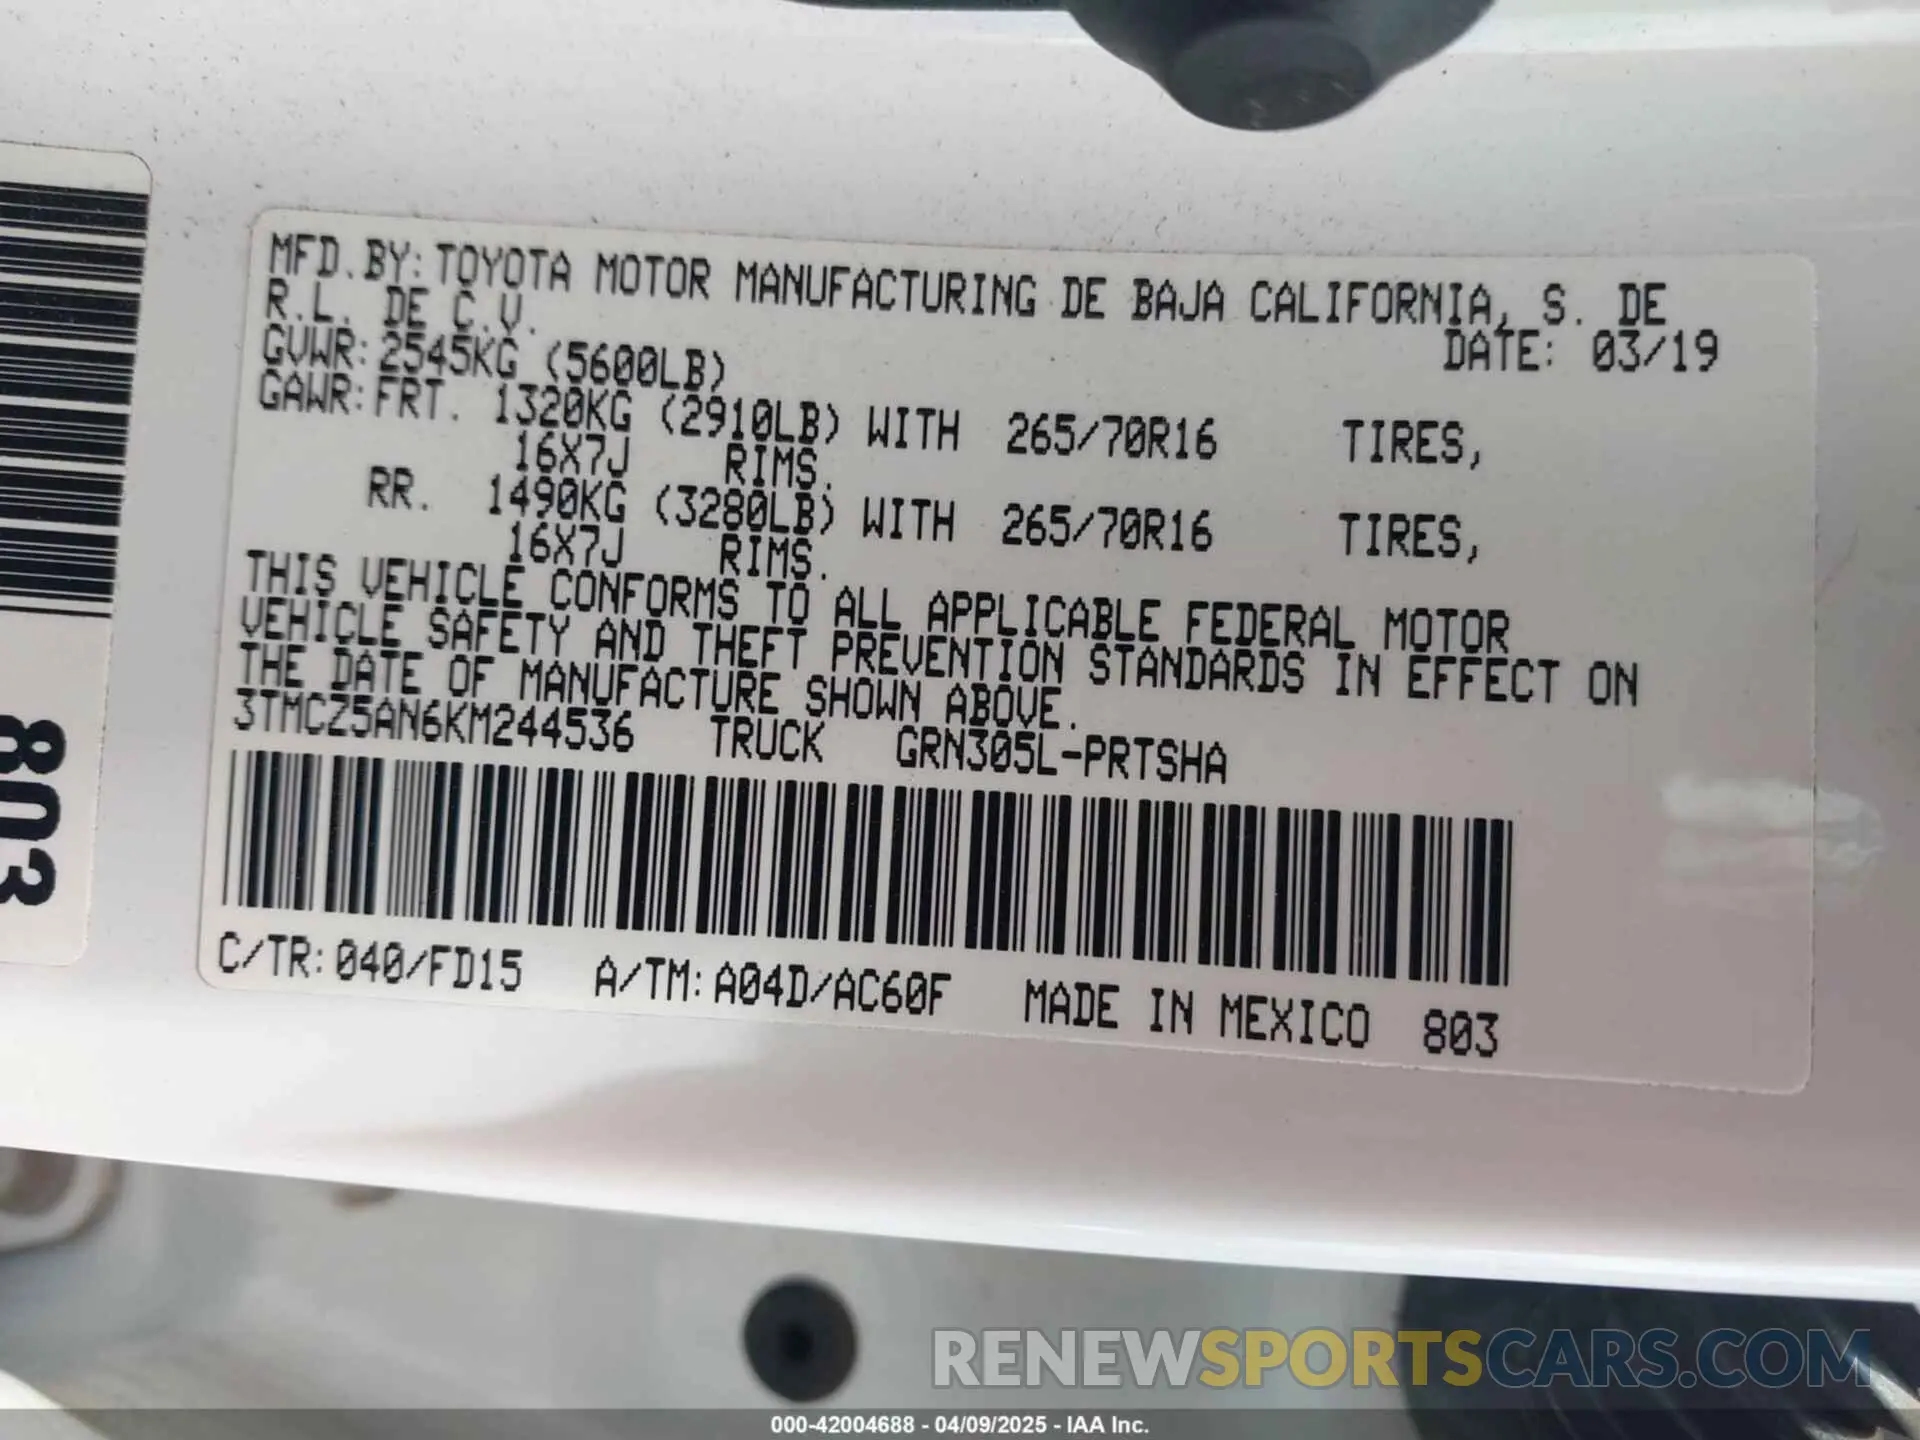 MFD.BY:TOYOTA MOTOR MANUFACTURING DE BAJA CALIFORNIA, S. DE
R.L. DE C.V.
DATE: 03/19
GVWR:2545KG (5600LB)
GAWR:FRT. 1320KG (2910LB) WITH 265/70R16 TIRES,
16X7J RIMS.
RR. 1490KG (3280LB) WITH 265/70R16 TIRES,
16X7J RIMS.
THIS VEHICLE CONFORMS TO ALL APPLICABLE FEDERAL MOTOR
VEHICLE SAFETY AND THEFT PREVENTION STANDARDS IN EFFECT ON
THE DATE OF MANUFACTURE SHOWN ABOVE.
3TMCZ5AN6KM244536 TRUCK GRN305L-PRTSHA
C/TR:040/FD15 A/TM:A04D/AC60F MADE IN MEXICO 803
803
RENEWSPORTSCARS.COM
000-42004688 - 04/09/2025 - IAA Inc.